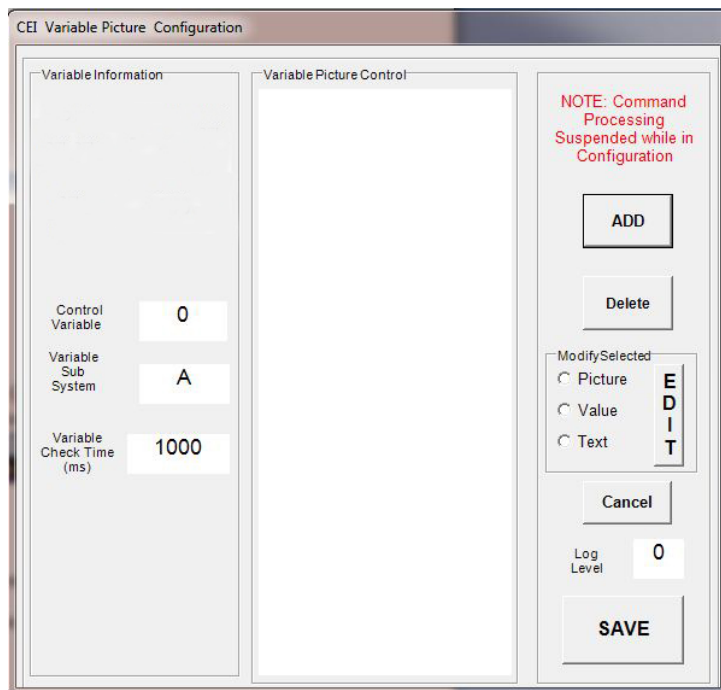 CEI Variable Picture Configuration
Variable Information
Control
Variable
0
Variable
Sub
System
A
Variable
Check Time
(ms)
1000
Variable Picture Control
NOTE: Command
Processing
Suspended while in
Configuration
ADD
Delete
Modify Selected
Picture
Value
Text
EDIT
Cancel
Log
Level
0
SAVE